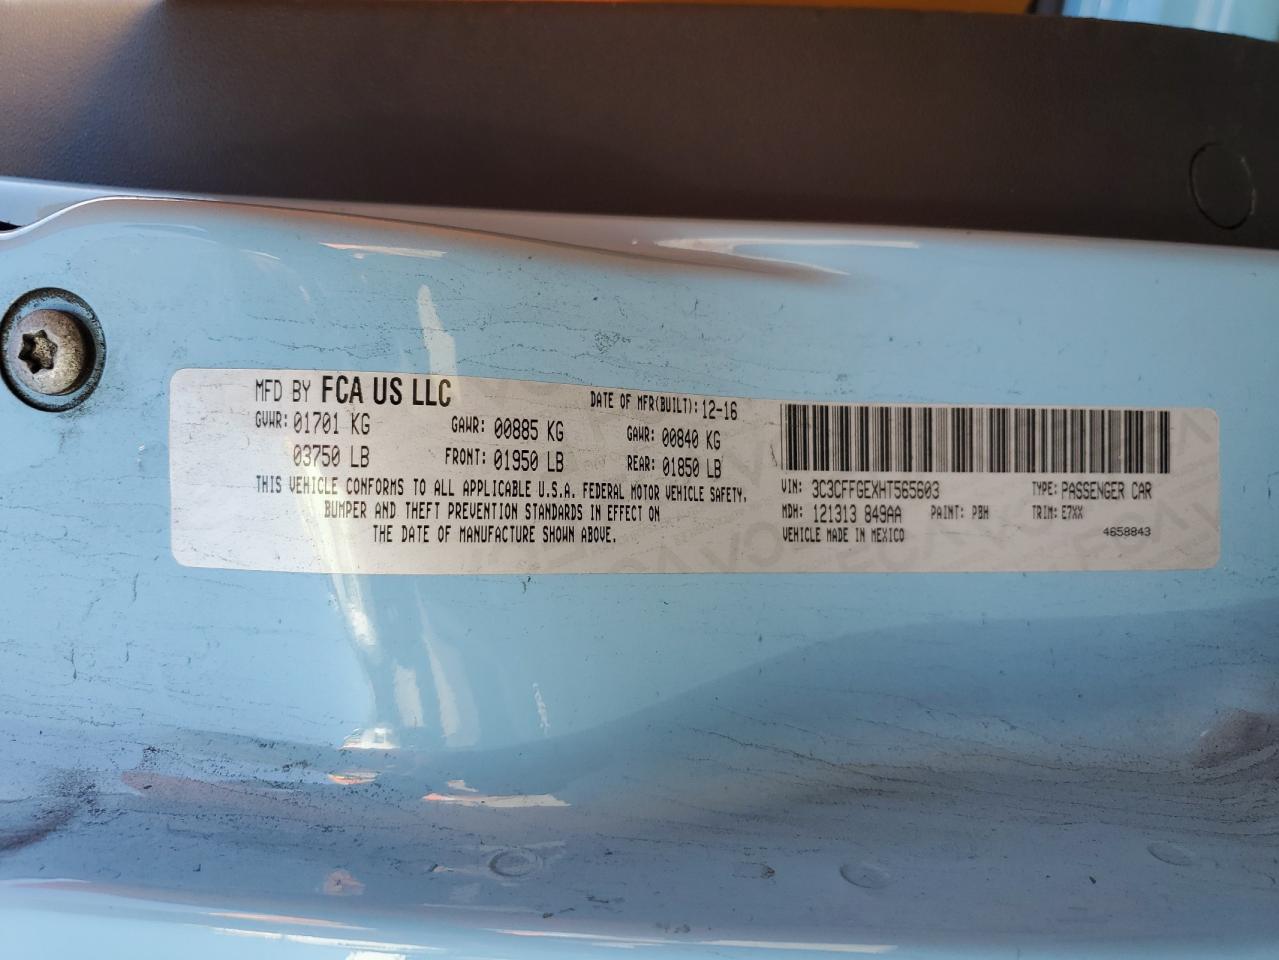 MFD BY FCA US LLC DATE OF MFR(BUILT): 12-16
GVWR: 01701 KG GAWR: 00885 KG GAWR: 00840 KG
03750 LB FRONT: 01950 LB REAR: 01850 LB
THIS VEHICLE CONFORMS TO ALL APPLICABLE U.S.A. FEDERAL MOTOR VEHICLE SAFETY,
BUMPER AND THEFT PREVENTION STANDARDS IN EFFECT ON
THE DATE OF MANUFACTURE SHOWN ABOVE.
VIN: 3C3CFFGEXHT565603 TYPE: PASSENGER CAR
MDH: 121313 849AA PAINT: PBH TRIM: E7XX
VEHICLE MADE IN MEXICO 4658843